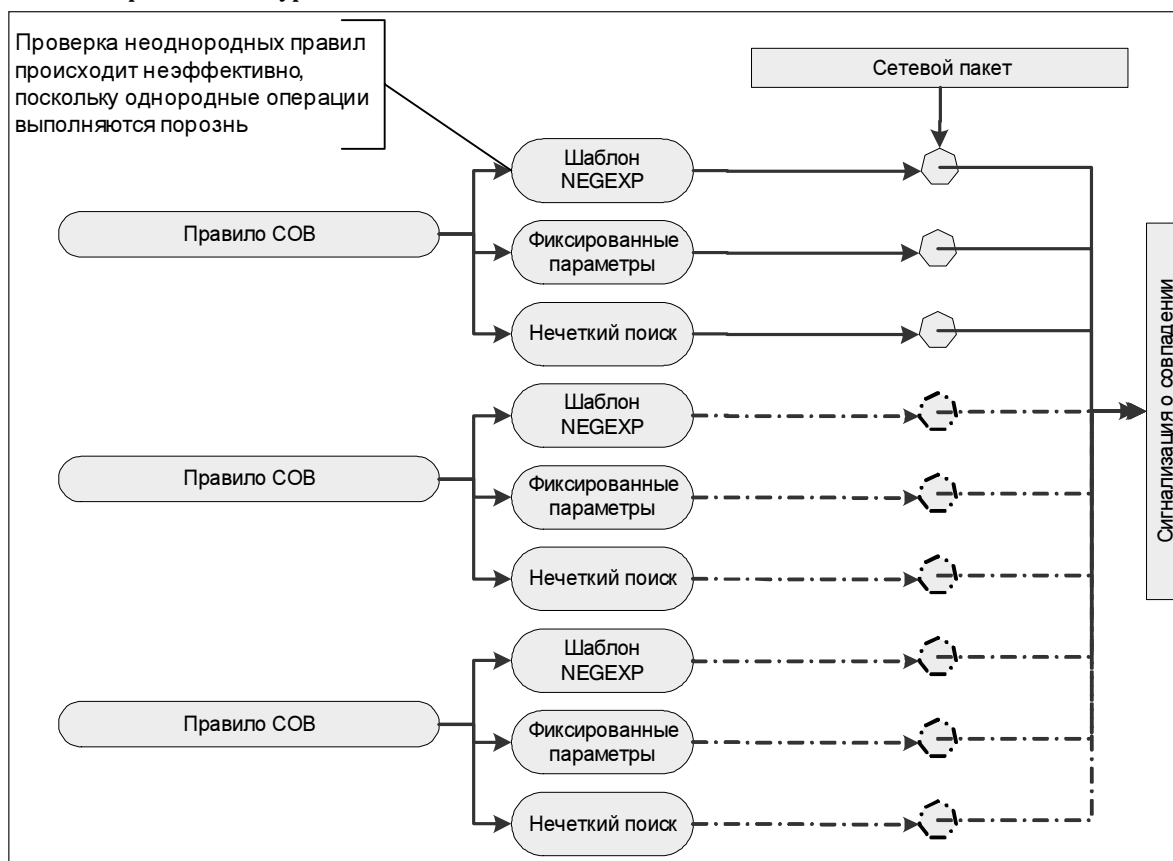 Проверка неоднородных правил
происходит неэффективно,
поскольку однородные операции
выполняются порознь
Сетевой пакет
Шаблон
NEGEXP
Правило СОВ
Фиксированные
параметры
Нечеткий поиск
Сигнализация о совпадении
Шаблон
NEGEXP
Правило СОВ
Фиксированные
параметры
Нечеткий поиск
Шаблон
NEGEXP
Правило СОВ
Фиксированные
параметры
Нечеткий поиск